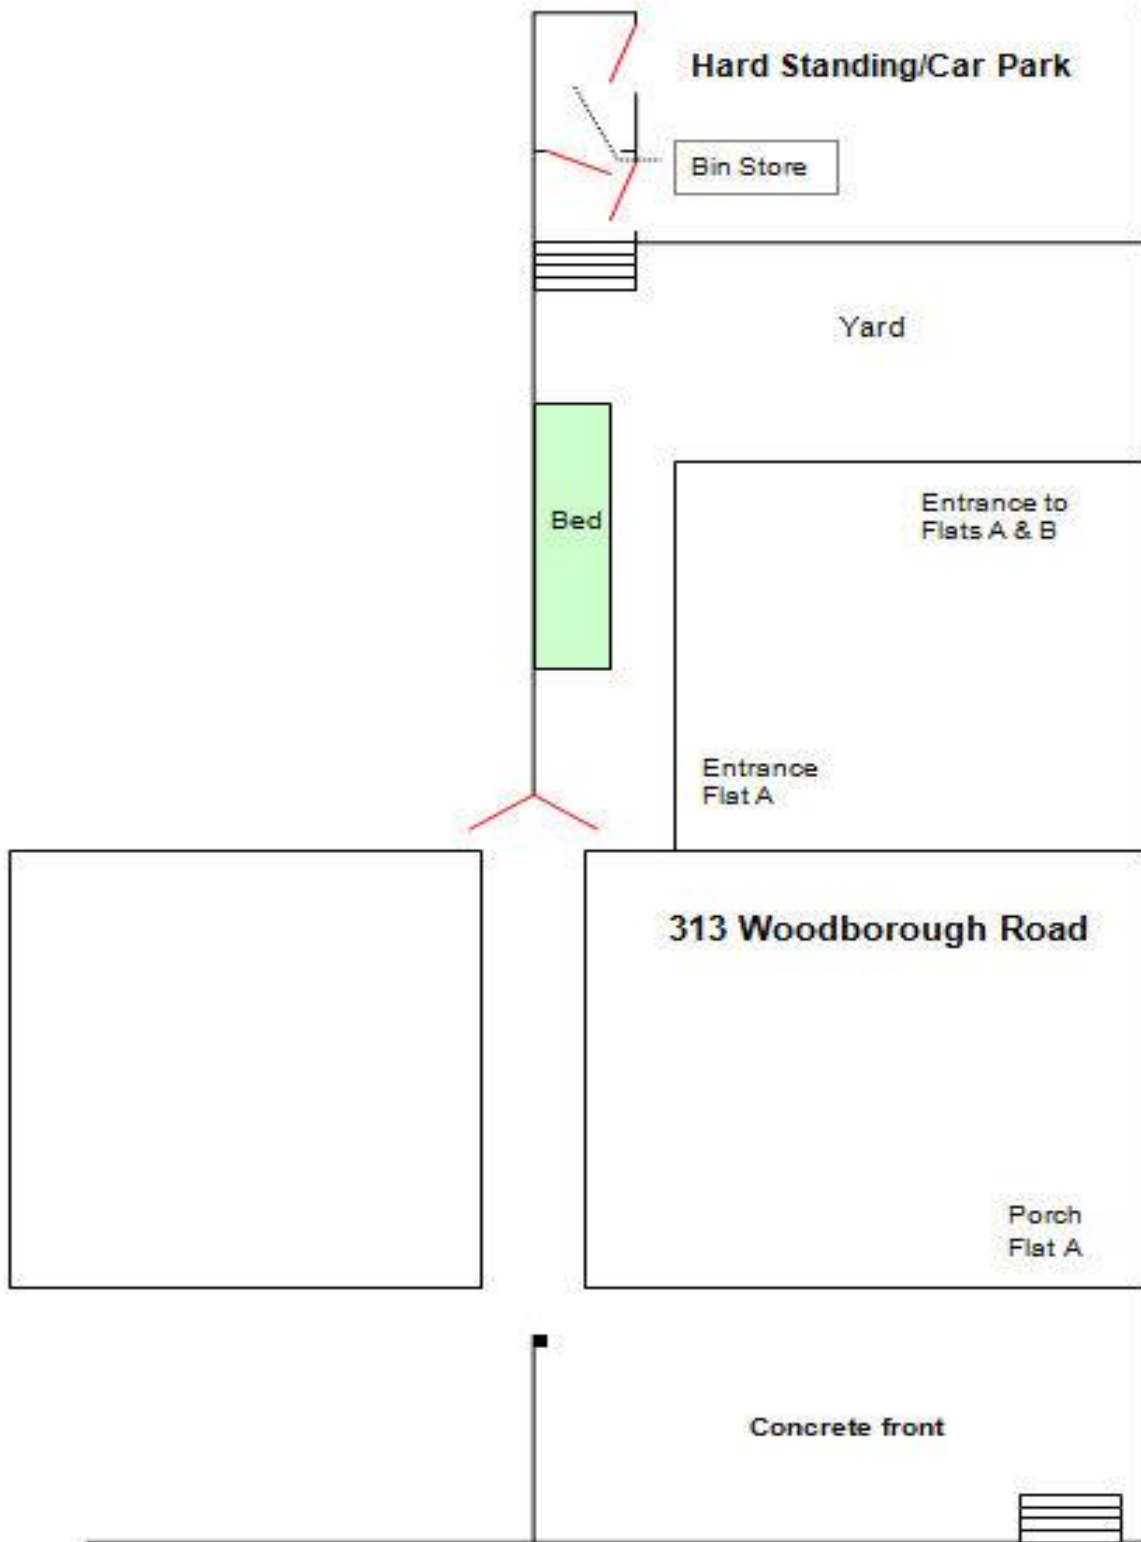 Hard Standing/Car Park
Bin Store
Yard
Entrance to
Flats A & B
Bed
Entrance
Flat A
313 Woodborough Road
Porch
Flat A
Concrete front